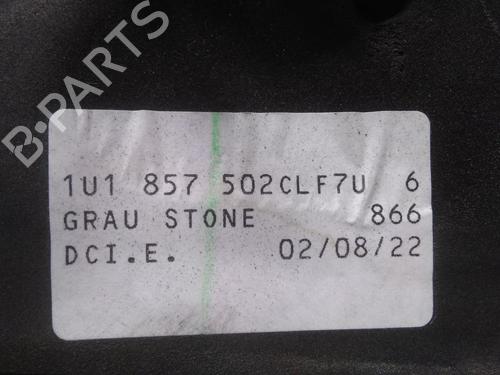 B-PARTS
1U1 857 502CLF7U 6
GRAU STONE 866
DCI.E. 02/08/22